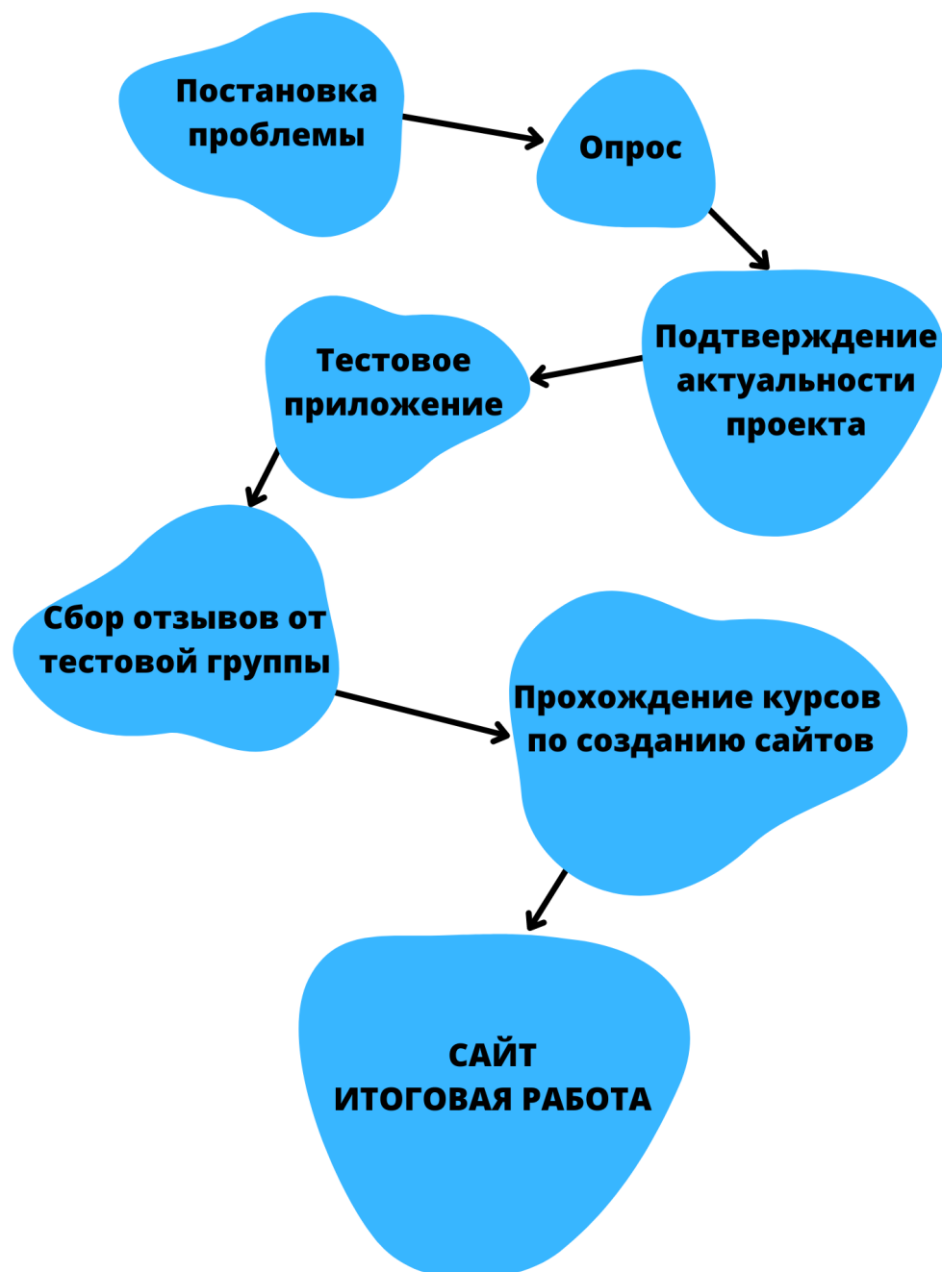 Постановка
проблемы
Опрос
Подтверждение
актуальности
проекта
Тестовое
приложение
Сбор отзывов от
тестовой группы
Прохождение курсов
по созданию сайтов
САЙТ
ИТОГОВАЯ РАБОТА